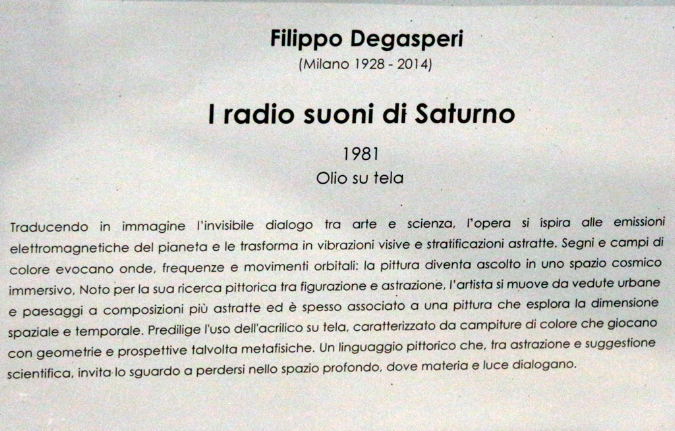 Filippo Degasperi
(Milano 1928 - 2014)
I radio suoni di Saturno
1981
Olio su tela
Traducendo in immagine l'invisibile dialogo tra arte e scienza, l'opera si ispira alle emissioni
elettromagnetiche del pianeta e le trasforma in vibrazioni visive e stratificazioni astratte. Segni e campi di
colore evocano onde, frequenze e movimenti orbitali: la pittura diventa ascolto in uno spazio cosmico
immersivo. Noto per la sua ricerca pittorica tra figurazione e astrazione, l'artista si muove da vedute urbane
e paesaggi a composizioni più astratte ed è spesso associato a una pittura che esplora la dimensione
spaziale e temporale. Predilige l'uso dell'acrilico su tela, caratterizzato da campiture di colore che giocano
con geometrie e prospettive talvolta metafisiche. Un linguaggio pittorico che, tra astrazione e suggestione
scientifica, invita lo sguardo a perdersi nello spazio profondo, dove materia e luce dialogano.